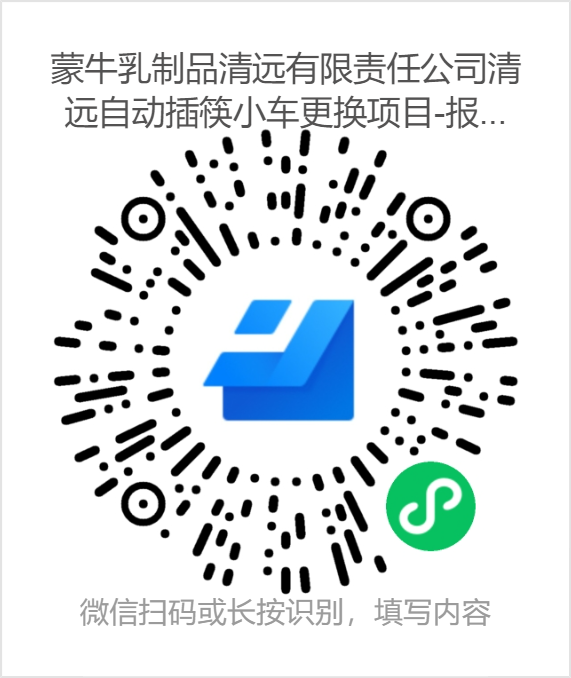 蒙牛乳制品清远有限责任公司清
远自动插筷小车更换项目-报...
微信扫码或长按识别，填写内容